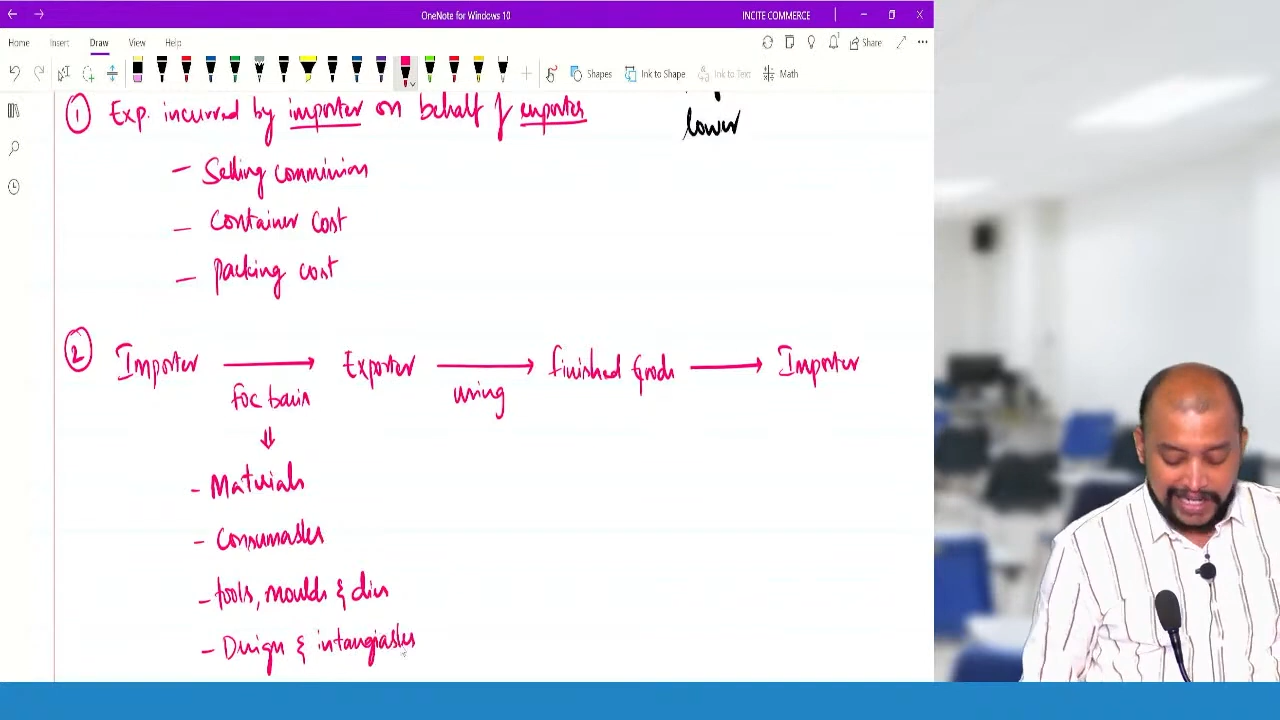 OneNote for Windows 10
INCITE COMMERCE
Home Insert Draw View Help
Share
Shapes Ink to Shape Ink to Text Math
① Exp. incurred by importer on behalf of exporter
lower
- Selling commission
- Container cost
- packing cost
② Importer → Exporter → finished goods → Importer
FOC basis using
⇓
- Materials
- Consumables
- tools, moulds & dies
- Design & intangiables